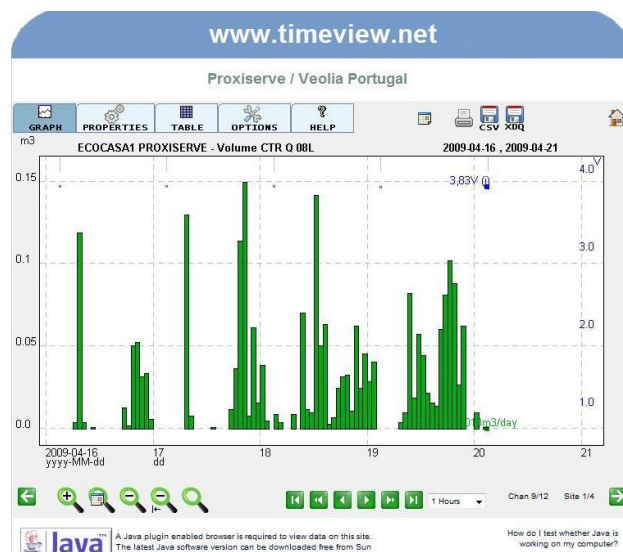 www.timeview.net
Proxiserve / Veolia Portugal
GRAPH PROPERTIES TABLE OPTIONS HELP CSV XDQ
m3 ECOCASA1 PROXISERVE - Volume CTR Q 08L 2009-04-16 , 2009-04-21 V
0.15 3,83V () 4.0
0.1 3.0
0.05 2.0
0.0 m3/day 1.0
2009-04-16 17 18 19 20 21
yyyy-MM-dd dd
1 Hours Chan 9/12 Site 1/4
Java™ A Java plugin enabled browser is required to view data on this site.
The latest Java software version can be downloaded free from Sun
How do I test whether Java is
working on my computer?